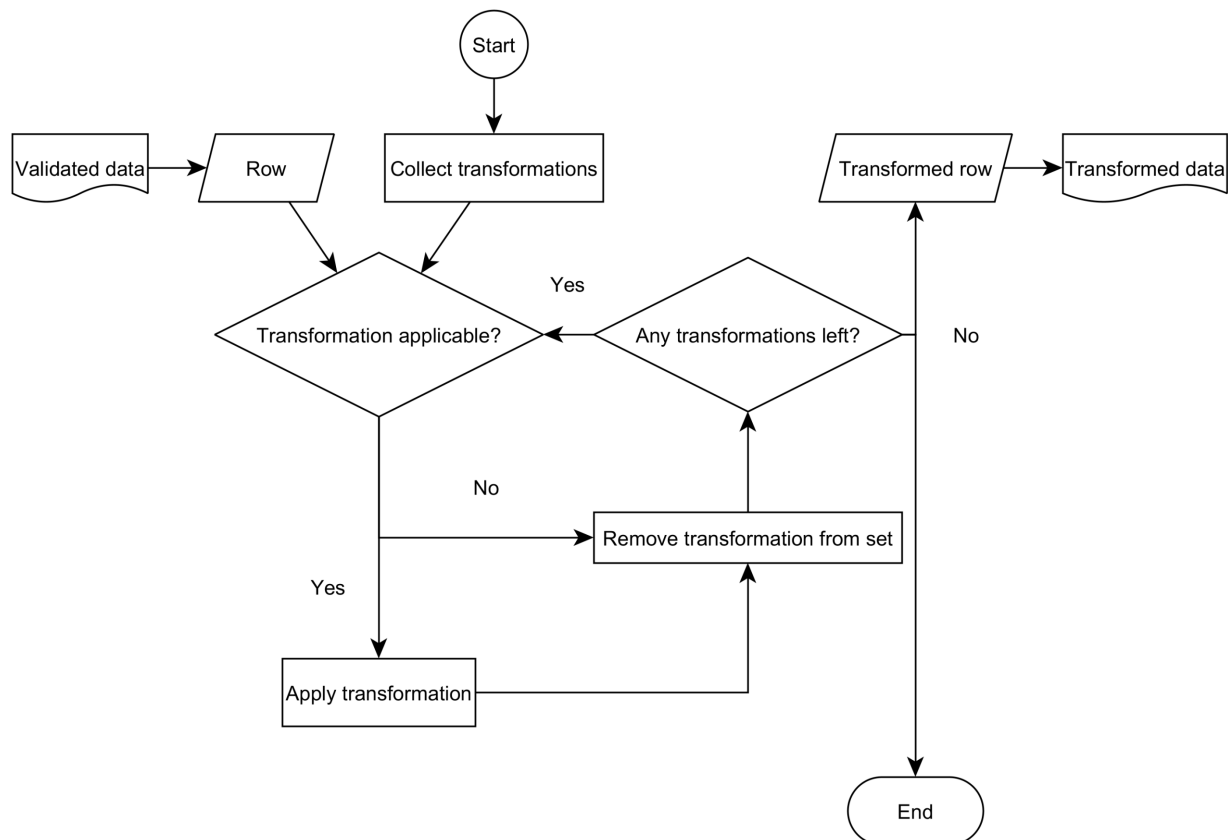 Start
Validated data
Row
Collect transformations
Transformed row
Transformed data
Yes
Transformation applicable?
Any transformations left?
No
No
Remove transformation from set
Yes
Apply transformation
End